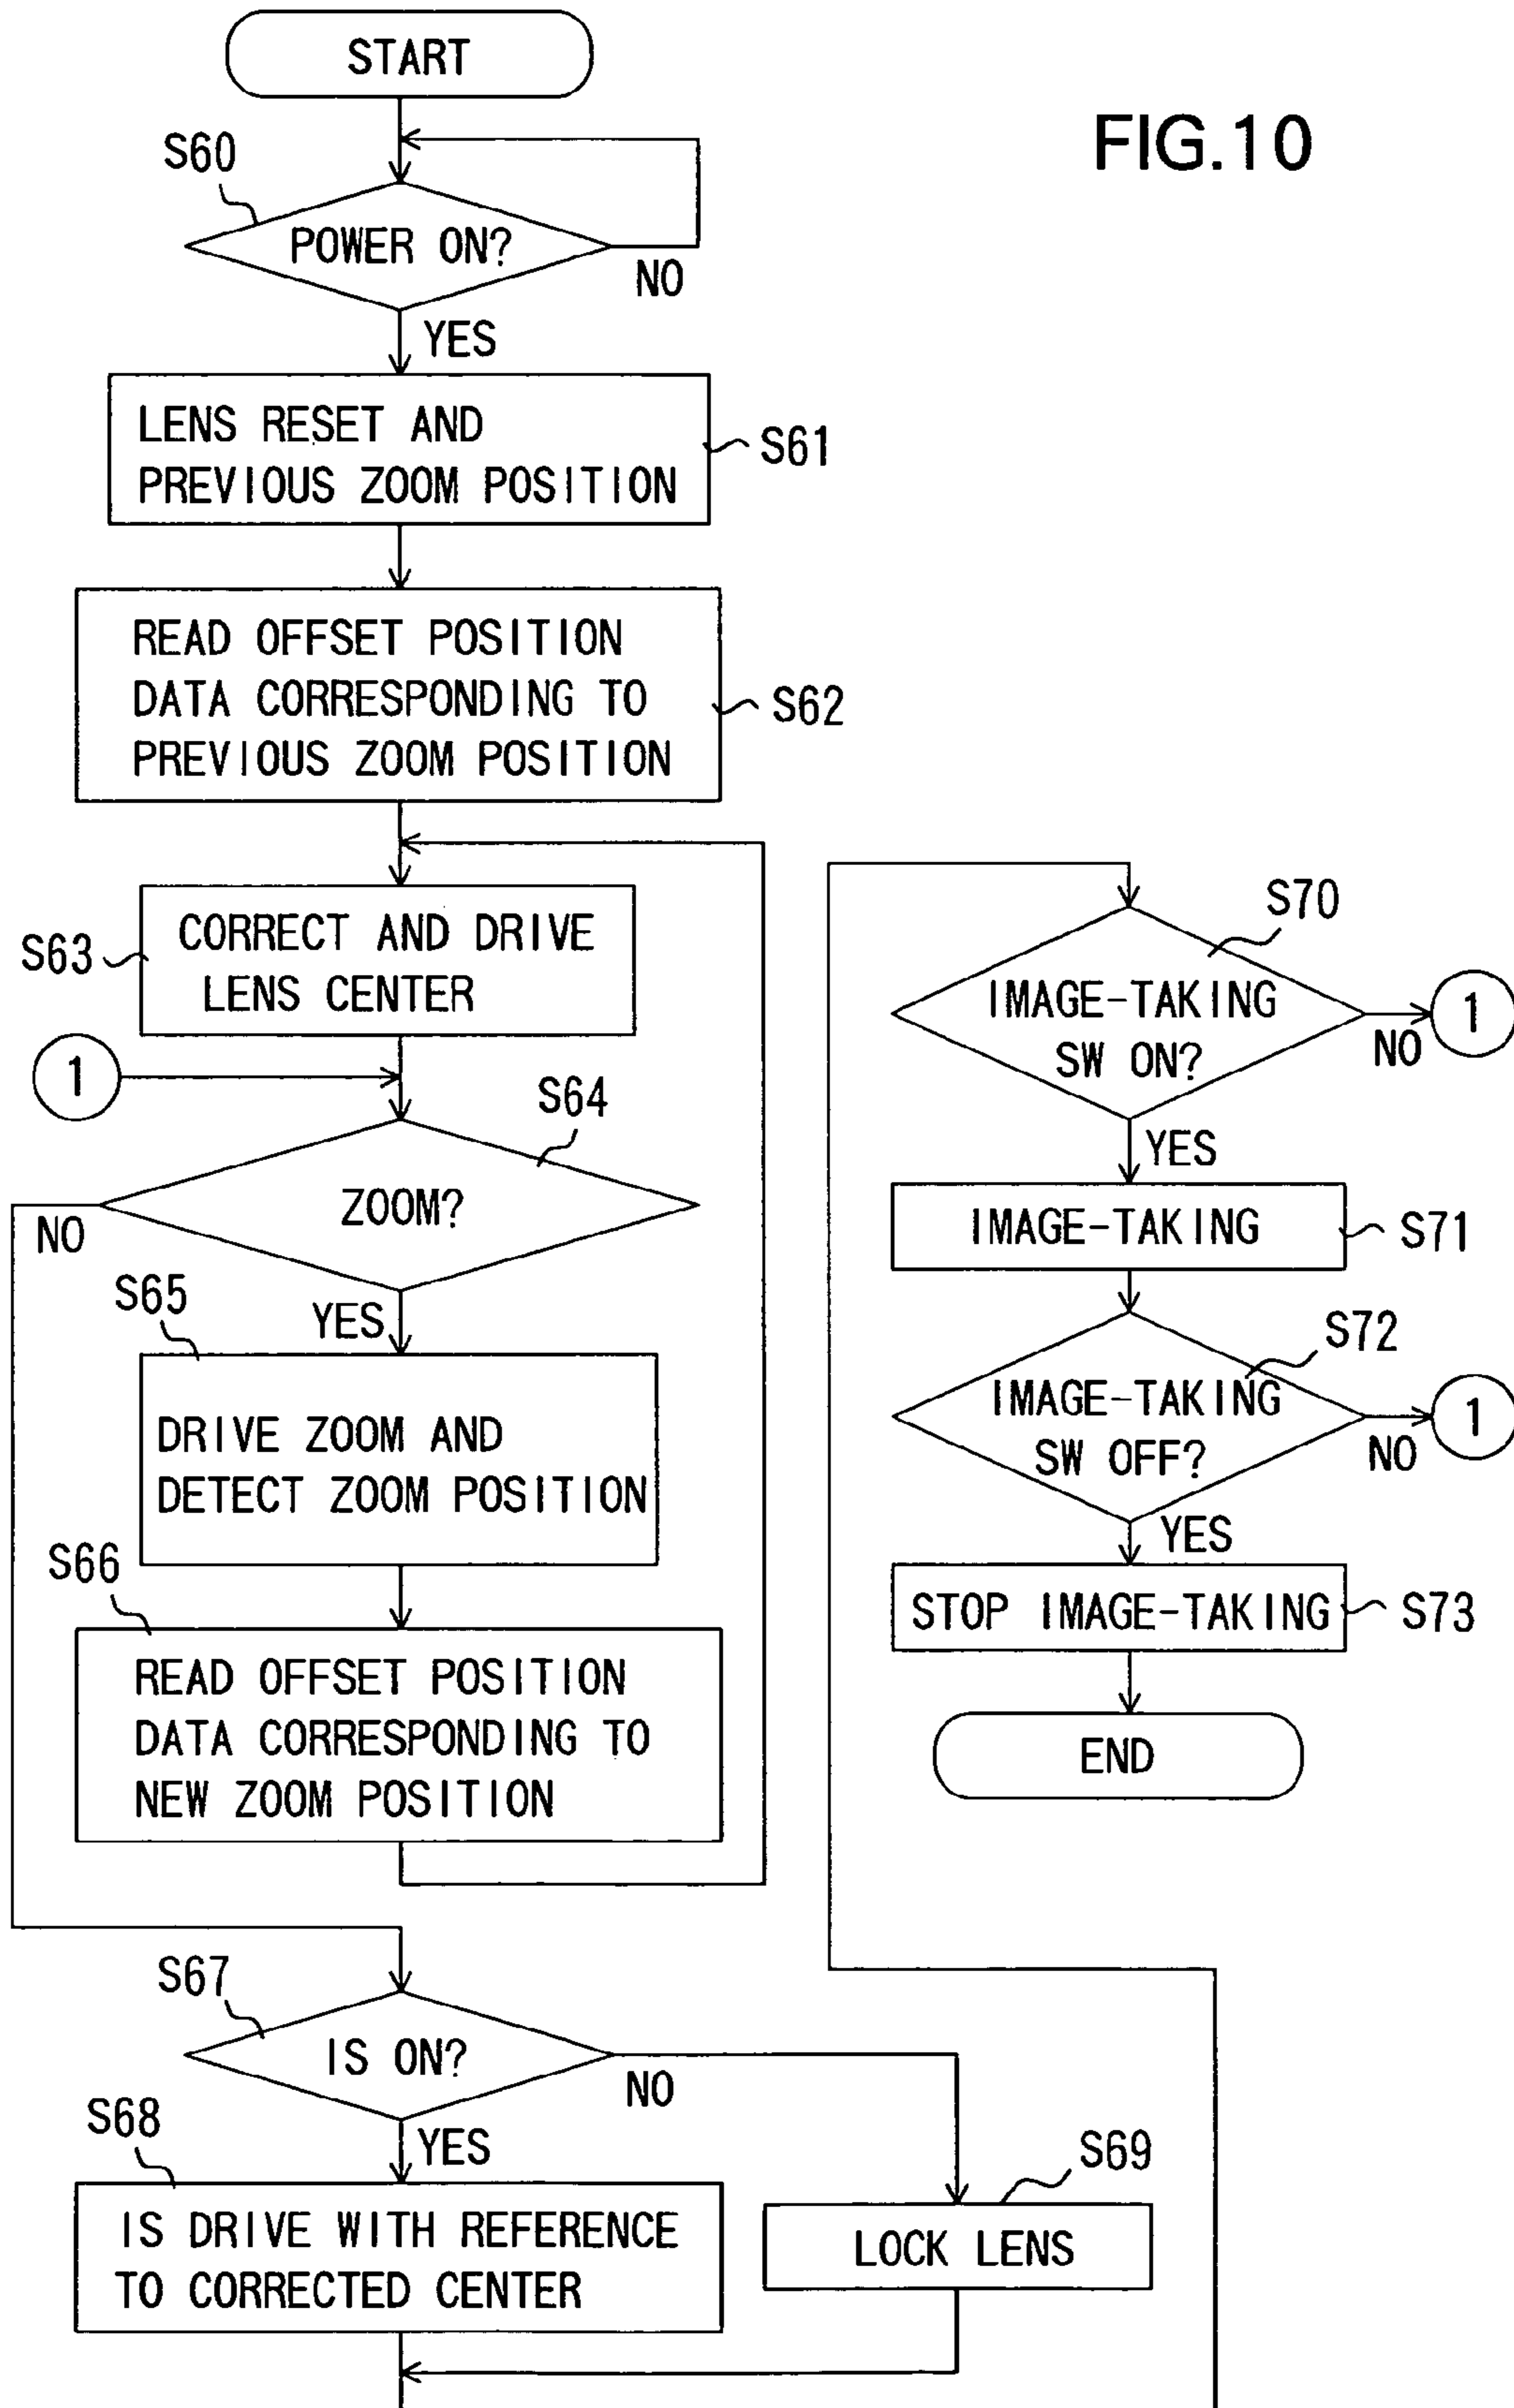 START
FIG.10
S60
POWER ON?
NO
YES
LENS RESET AND
PREVIOUS ZOOM POSITION
S61
READ OFFSET POSITION
DATA CORRESPONDING TO
PREVIOUS ZOOM POSITION
S62
CORRECT AND DRIVE
LENS CENTER
S63
1
S64
ZOOM?
NO
YES
S65
DRIVE ZOOM AND
DETECT ZOOM POSITION
S66
READ OFFSET POSITION
DATA CORRESPONDING TO
NEW ZOOM POSITION
S67
IS ON?
NO
YES
S68
IS DRIVE WITH REFERENCE
TO CORRECTED CENTER
S69
LOCK LENS
S70
IMAGE-TAKING
SW ON?
NO
1
YES
IMAGE-TAKING
S71
S72
IMAGE-TAKING
SW OFF?
NO
1
YES
STOP IMAGE-TAKING
S73
END